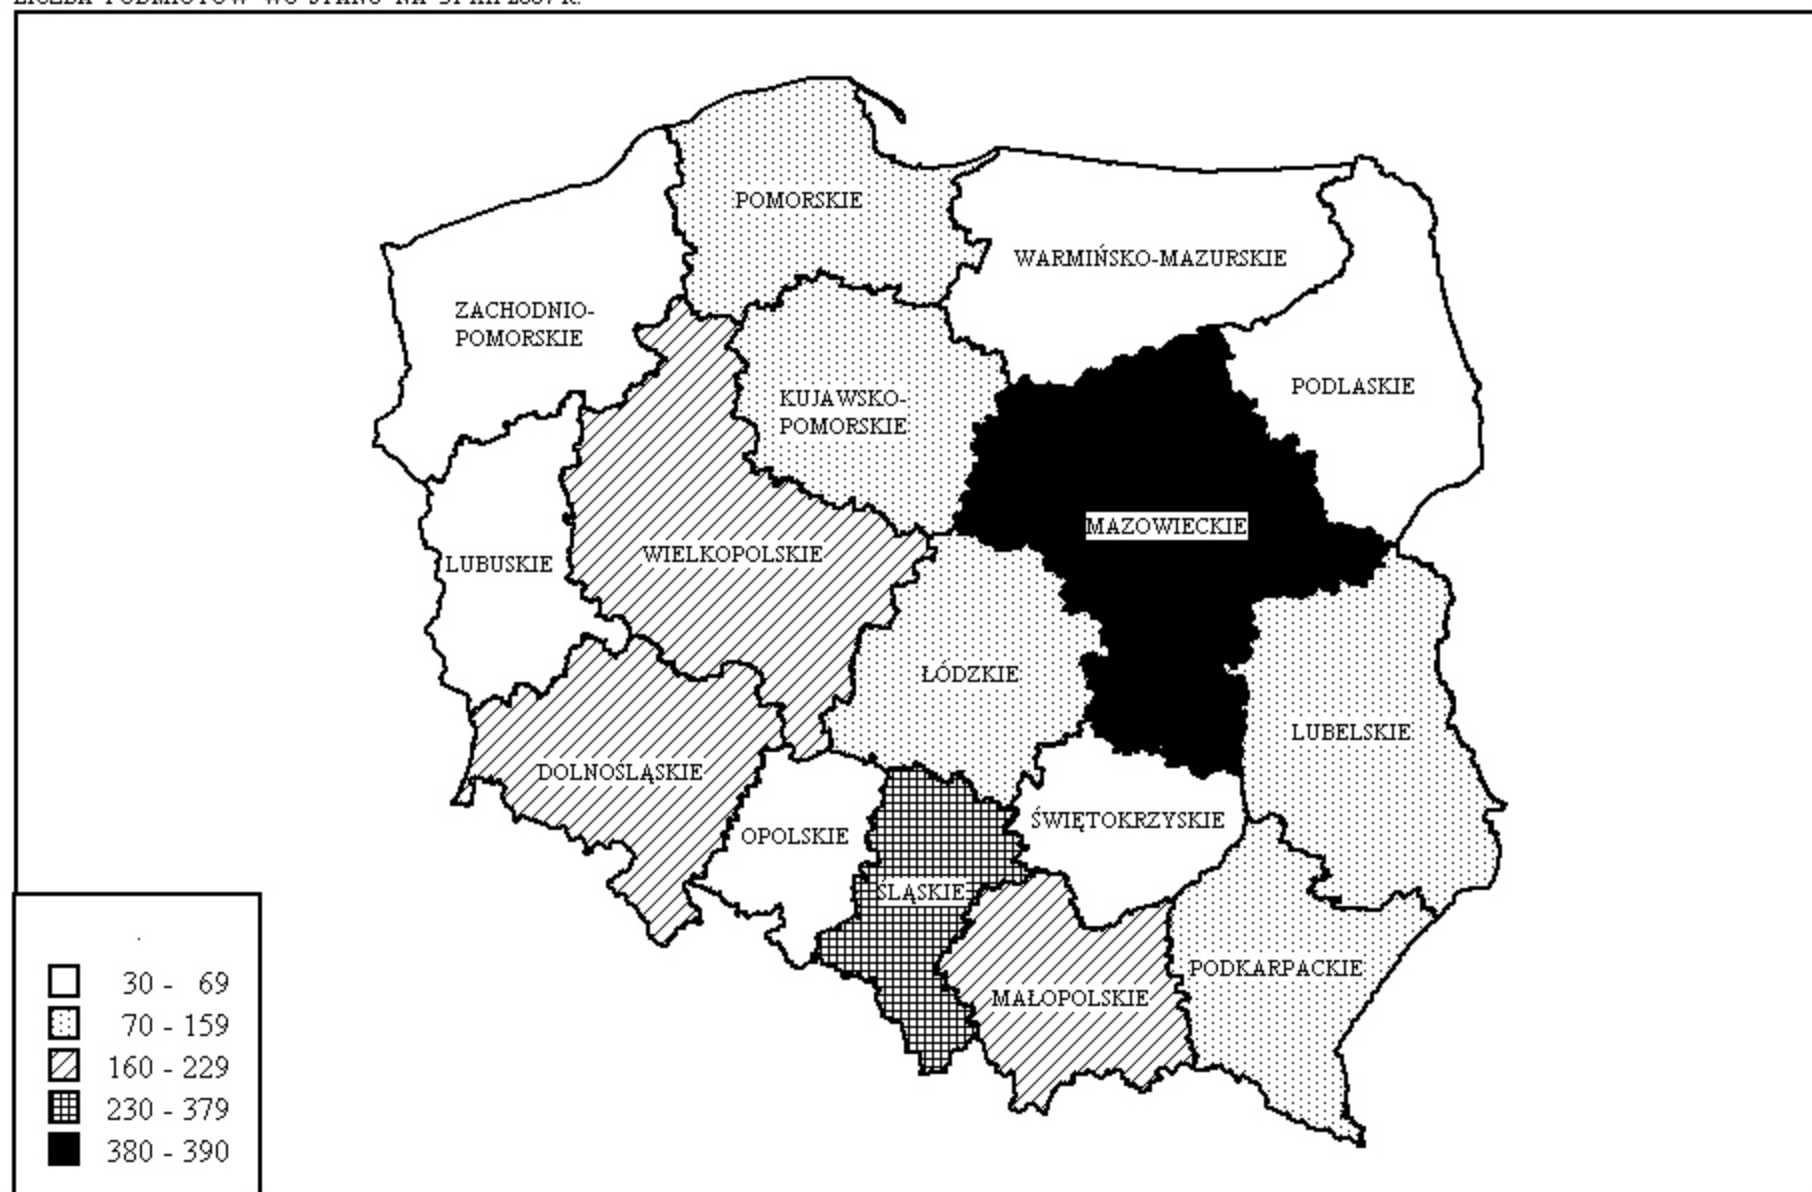 POMORSKIE
WARMIŃSKO-MAZURSKIE
ZACHODNIO-
POMORSKIE
PODLASKIE
KUJAWSKO-
POMORSKIE
MAZOWIECKIE
WIELKOPOLSKIE
LUBUSKIE
ŁÓDZKIE
LUBELSKIE
DOLNOŚLĄSKIE
ŚWIĘTOKRZYSKIE
OPOLSKIE
ŚLĄSKIE
PODKARPACKIE
MAŁOPOLSKIE
30 - 69
70 - 159
160 - 229
230 - 379
380 - 390